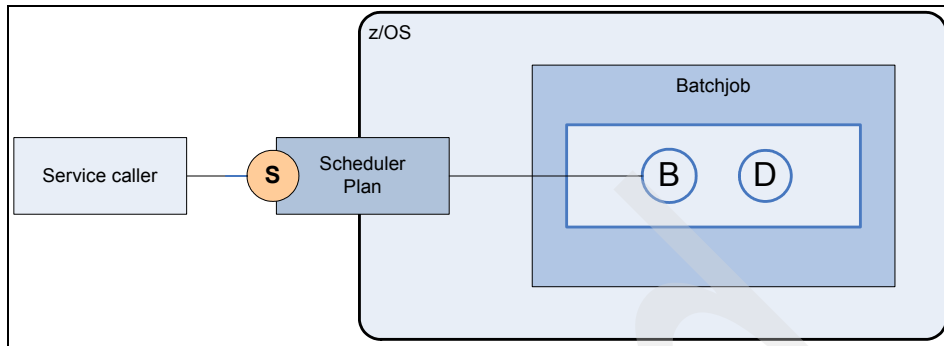 z/OS
Batchjob
Service caller
S
Scheduler
Plan
B
D